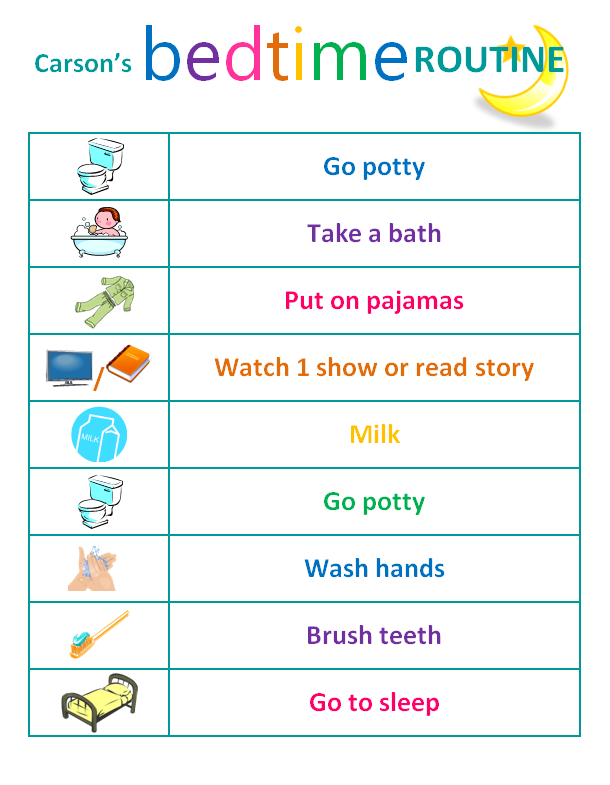 Carson's bedtime ROUTINE
Go potty
Take a bath
Put on pajamas
Watch 1 show or read story
MILK
Milk
Go potty
Wash hands
Brush teeth
Go to sleep